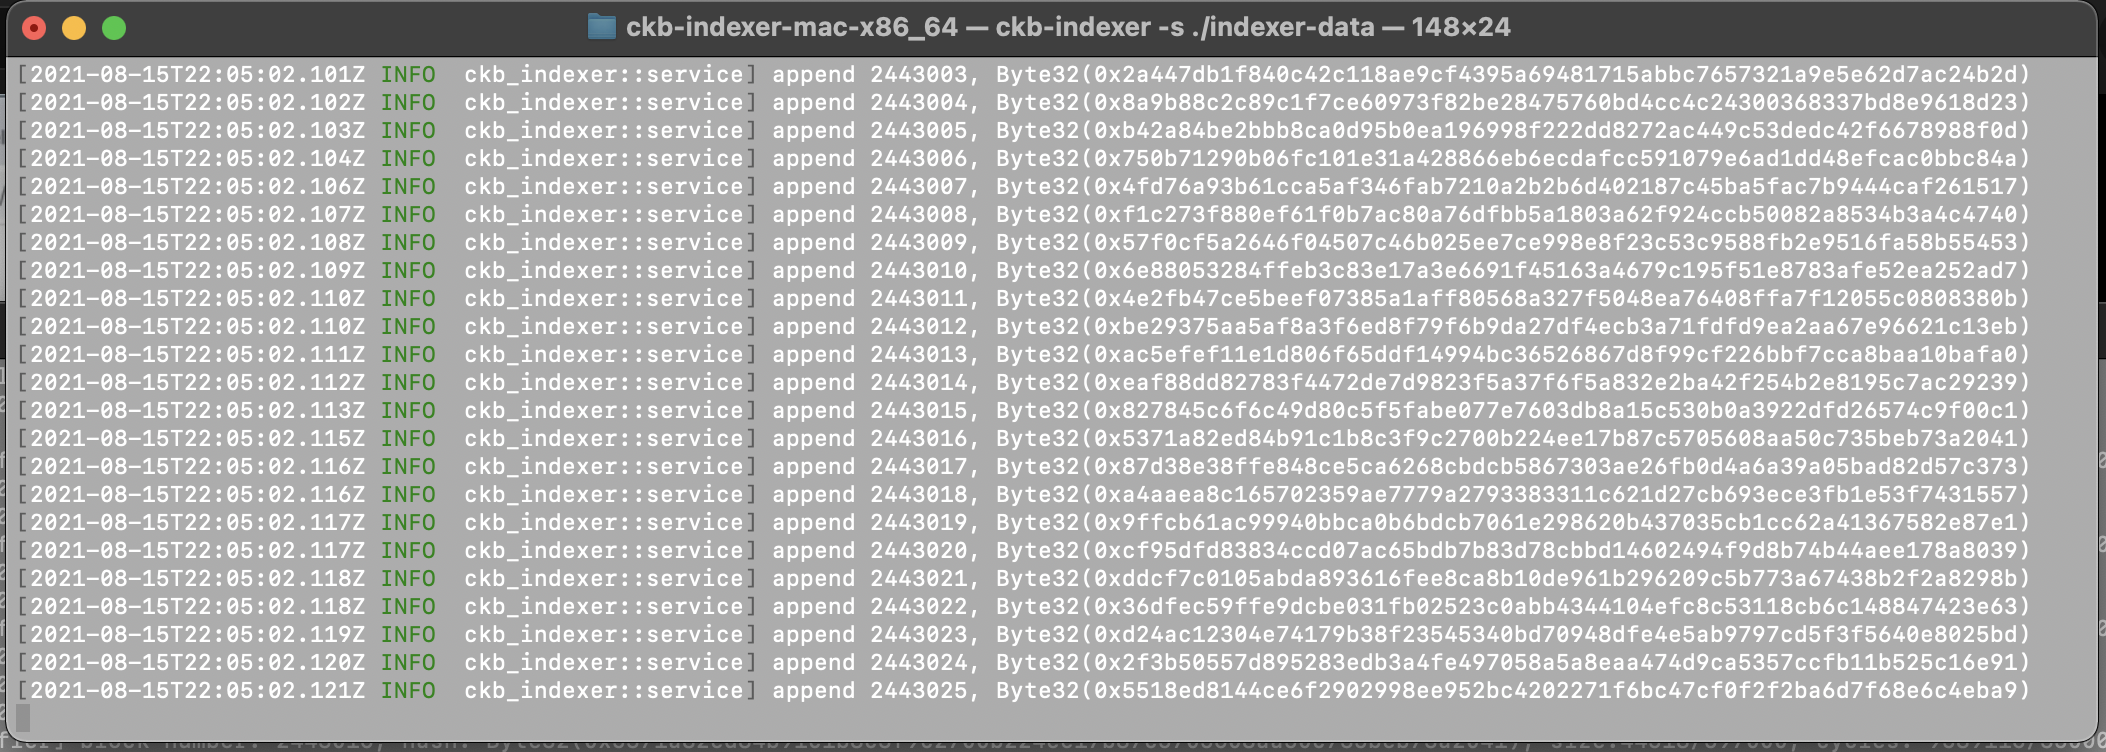 ckb-indexer-mac-x86_64 — ckb-indexer -s ./indexer-data — 148×24
[2021-08-15T22:05:02.101Z INFO  ckb_indexer::service] append 2443003, Byte32(0x2a447db1f840c42c118ae9cf4395a69481715abbc7657321a9e5e62d7ac24b2d)
[2021-08-15T22:05:02.102Z INFO  ckb_indexer::service] append 2443004, Byte32(0x8a9b88c2c89c1f7ce60973f82be28475760bd4cc4c24300368337bd8e9618d23)
[2021-08-15T22:05:02.103Z INFO  ckb_indexer::service] append 2443005, Byte32(0xb42a84be2bbb8ca0d95b0ea196998f222dd8272ac449c53dedc42f6678988f0d)
[2021-08-15T22:05:02.104Z INFO  ckb_indexer::service] append 2443006, Byte32(0x750b71290b06fc101e31a428866eb6ecdafcc591079e6ad1dd48efcac0bbc84a)
[2021-08-15T22:05:02.106Z INFO  ckb_indexer::service] append 2443007, Byte32(0x4fd76a93b61cca5af346fab7210a2b2b6d402187c45ba5fac7b9444caf261517)
[2021-08-15T22:05:02.107Z INFO  ckb_indexer::service] append 2443008, Byte32(0xf1c273f880ef61f0b7ac80a76dfbb5a1803a62f924ccb50082a8534b3a4c4740)
[2021-08-15T22:05:02.108Z INFO  ckb_indexer::service] append 2443009, Byte32(0x57f0cf5a2646f04507c46b025ee7ce998e8f23c53c9588fb2e9516fa58b55453)
[2021-08-15T22:05:02.109Z INFO  ckb_indexer::service] append 2443010, Byte32(0x6e88053284ffeb3c83e17a3e6691f45163a4679c195f51e8783afe52ea252ad7)
[2021-08-15T22:05:02.110Z INFO  ckb_indexer::service] append 2443011, Byte32(0x4e2fb47ce5beef07385a1aff80568a327f5048ea76408ffa7f12055c0808380b)
[2021-08-15T22:05:02.110Z INFO  ckb_indexer::service] append 2443012, Byte32(0xbe29375aa5af8a3f6ed8f79f6b9da27df4ecb3a71fdfd9ea2aa67e96621c13eb)
[2021-08-15T22:05:02.111Z INFO  ckb_indexer::service] append 2443013, Byte32(0xac5efef11e1d806f65ddf14994bc36526867d8f99cf226bbf7cca8baa10bafa0)
[2021-08-15T22:05:02.112Z INFO  ckb_indexer::service] append 2443014, Byte32(0xeaf88dd82783f4472de7d9823f5a37f6f5a832e2ba42f254b2e8195c7ac29239)
[2021-08-15T22:05:02.113Z INFO  ckb_indexer::service] append 2443015, Byte32(0x827845c6f6c49d80c5f5fabe077e7603db8a15c530b0a3922dfd26574c9f00c1)
[2021-08-15T22:05:02.115Z INFO  ckb_indexer::service] append 2443016, Byte32(0x5371a82ed84b91c1b8c3f9c2700b224ee17b87c5705608aa50c735beb73a2041)
[2021-08-15T22:05:02.116Z INFO  ckb_indexer::service] append 2443017, Byte32(0x87d38e38ffe848ce5ca6268cbdcb5867303ae26fb0d4a6a39a05bad82d57c373)
[2021-08-15T22:05:02.116Z INFO  ckb_indexer::service] append 2443018, Byte32(0xa4aaea8c165702359ae7779a2793383311c621d27cb693ece3fb1e53f7431557)
[2021-08-15T22:05:02.117Z INFO  ckb_indexer::service] append 2443019, Byte32(0x9ffcb61ac99940bbca0b6bdcb7061e298620b437035cb1cc62a41367582e87e1)
[2021-08-15T22:05:02.117Z INFO  ckb_indexer::service] append 2443020, Byte32(0xcf95dfd83834ccd07ac65bdb7b83d78cbbd14602494f9d8b74b44aee178a8039)
[2021-08-15T22:05:02.118Z INFO  ckb_indexer::service] append 2443021, Byte32(0xddcf7c0105abda893616fee8ca8b10de961b296209c5b773a67438b2f2a8298b)
[2021-08-15T22:05:02.118Z INFO  ckb_indexer::service] append 2443022, Byte32(0x36dfec59ffe9dcbe031fb02523c0abb4344104efc8c53118cb6c148847423e63)
[2021-08-15T22:05:02.119Z INFO  ckb_indexer::service] append 2443023, Byte32(0xd24ac12304e74179b38f23545340bd70948dfe4e5ab9797cd5f3f5640e8025bd)
[2021-08-15T22:05:02.120Z INFO  ckb_indexer::service] append 2443024, Byte32(0x2f3b50557d895283edb3a4fe497058a5a8eaa474d9ca5357ccfb11b525c16e91)
[2021-08-15T22:05:02.121Z INFO  ckb_indexer::service] append 2443025, Byte32(0x5518ed8144ce6f2902998ee952bc4202271f6bc47cf0f2f2ba6d7f68e6c4eba9)